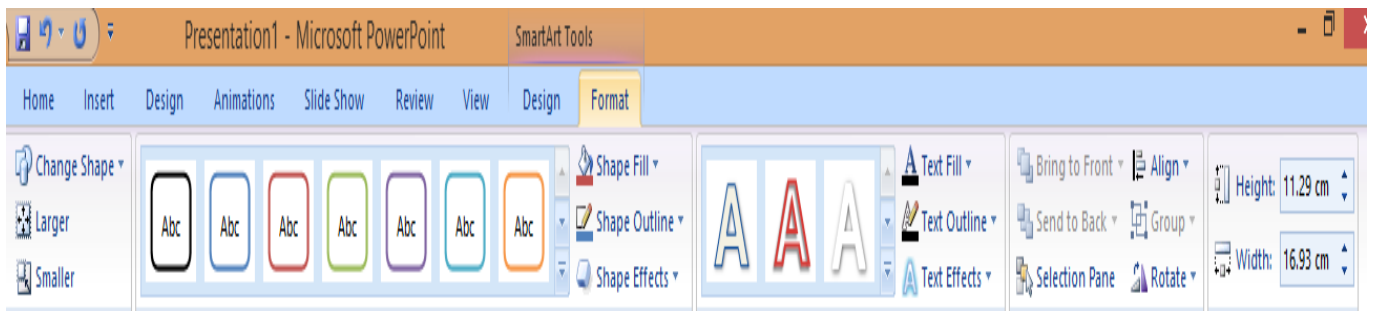 Presentation1 - Microsoft PowerPoint SmartArt Tools
Home Insert Design Animations Slide Show Review View Design Format
Change Shape
Larger
Smaller
Abc Abc Abc Abc Abc Abc Abc
Shape Fill
Shape Outline
Shape Effects
A A A
Text Fill
Text Outline
Text Effects
Bring to Front
Send to Back
Selection Pane
Align
Group
Rotate
Height: 11.29 cm
Width: 16.93 cm